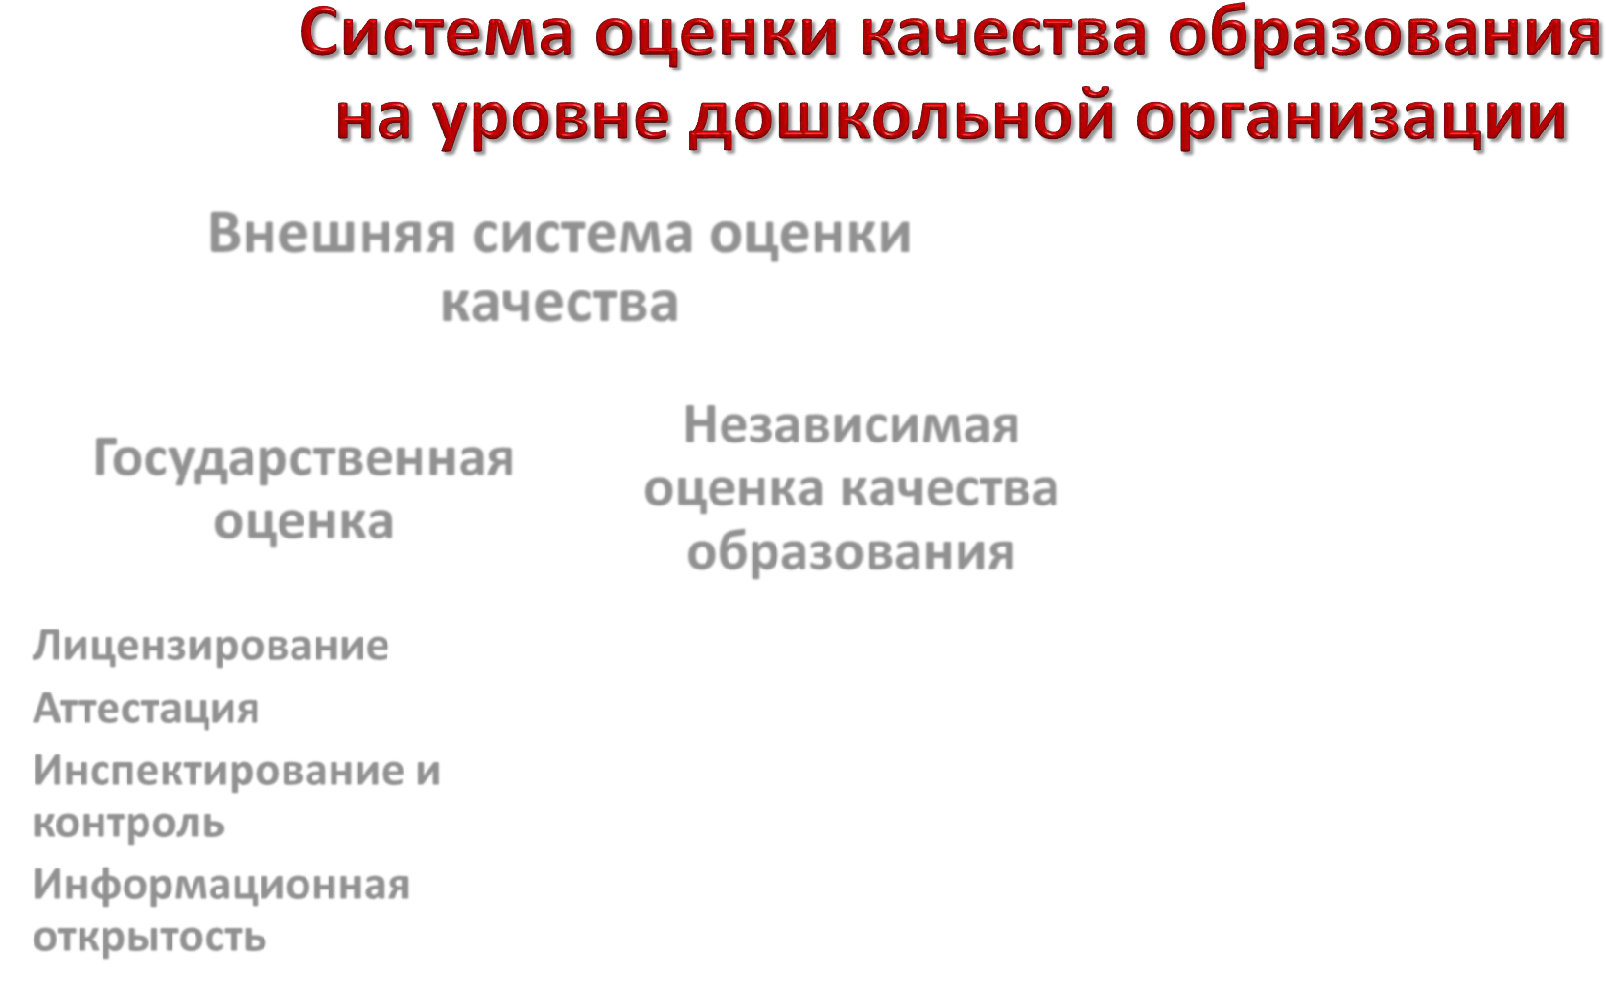 Система оценки качества образования
на уровне дошкольной организации
Внешняя система оценки
качества
Государственная
оценка
Независимая
оценка качества
образования
Лицензирование
Аттестация
Инспектирование и
контроль
Информационная
открытость